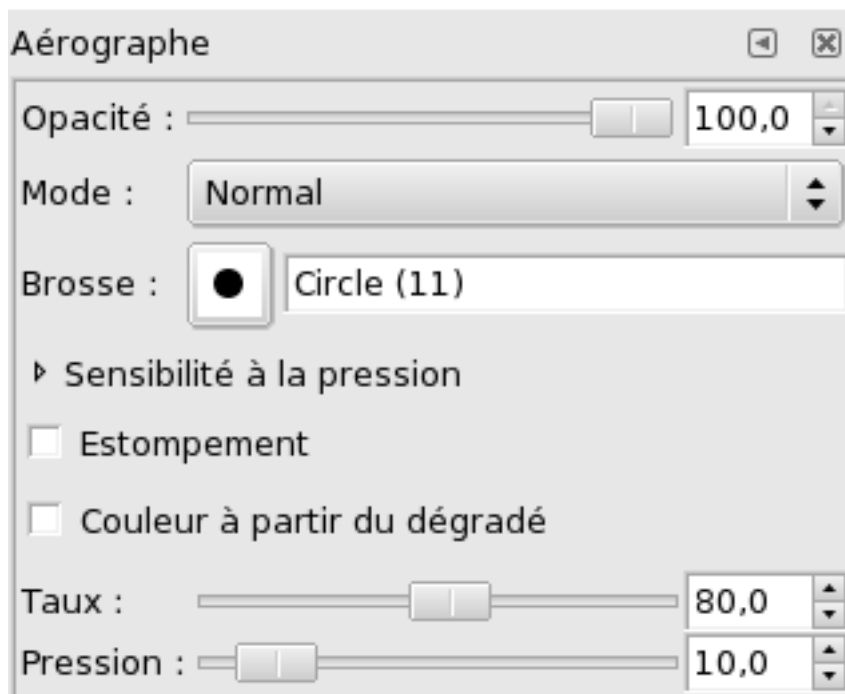 Aérographe
Opacité : 100,0
Mode : Normal
Brosse : Circle (11)
Sensibilité à la pression
Estompement
Couleur à partir du dégradé
Taux : 80,0
Pression : 10,0